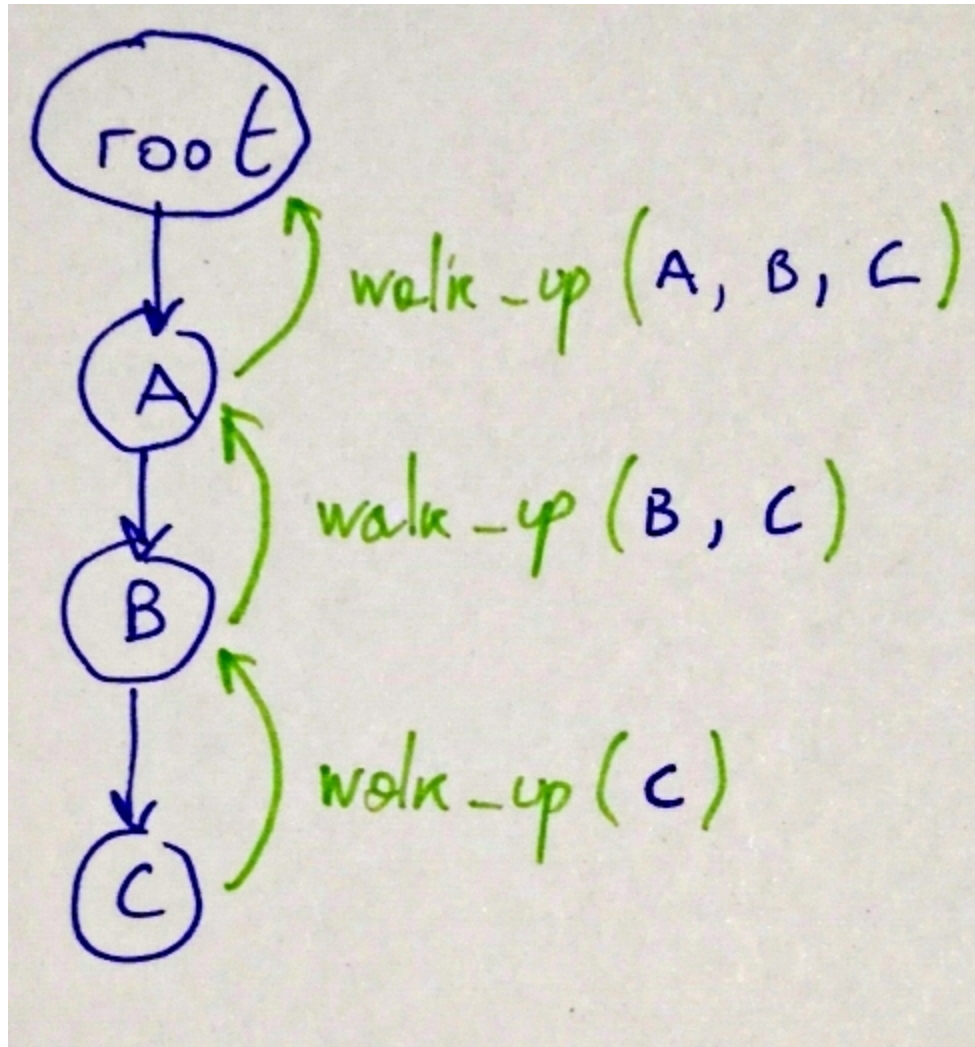 root
walk_up (A, B, C)
A
walk_up (B, C)
B
walk_up (C)
C